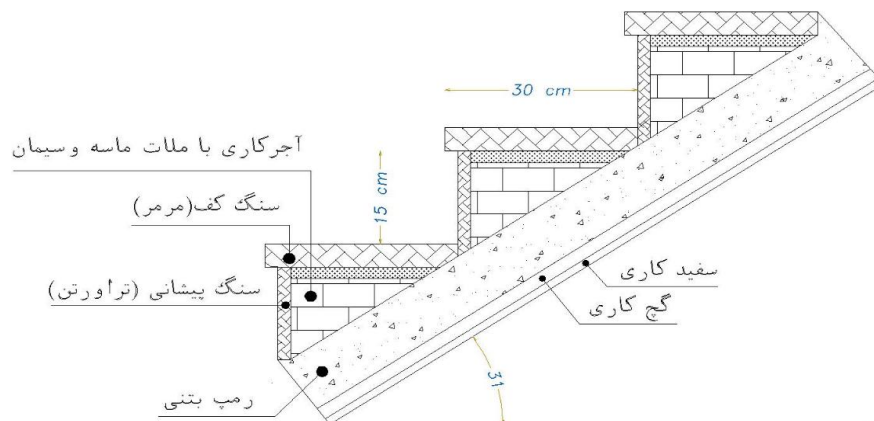 30 cm
آجرکاری با ملات ماسه وسیمان
15 cm
سنگ کف(مرمر)
سفید کاری
سنگ پیشانی (تراورتن)
گچ کاری
31
رمپ بتنی